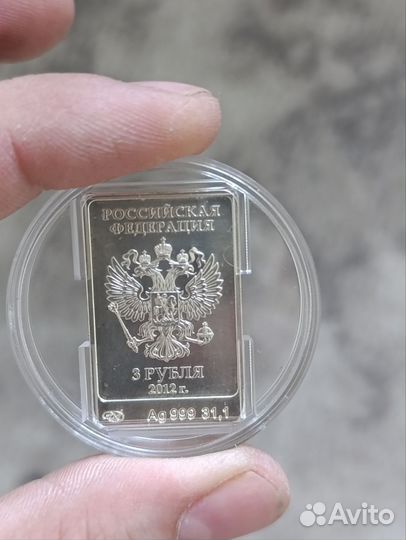 РОССИЙСКАЯ
ФЕДЕРАЦИЯ
3 РУБЛЯ
2012 г.
Ag 999 31,1
Avito